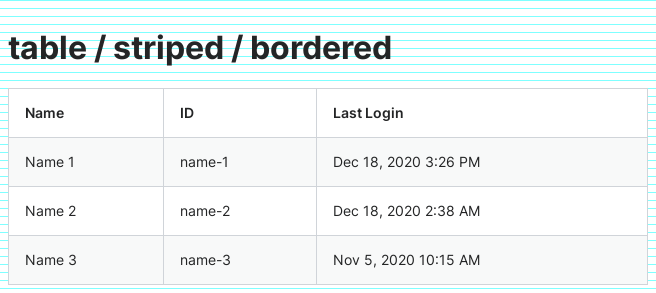 table / striped / bordered
Name ID Last Login
Name 1 name-1 Dec 18, 2020 3:26 PM
Name 2 name-2 Dec 18, 2020 2:38 AM
Name 3 name-3 Nov 5, 2020 10:15 AM